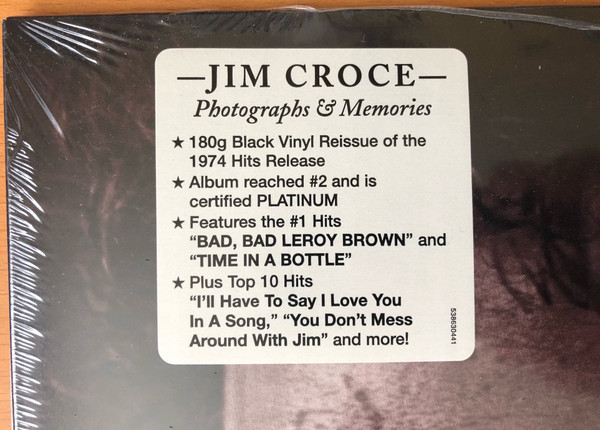 —JIM CROCE—
Photographs & Memories
★ 180g Black Vinyl Reissue of the
1974 Hits Release
★ Album reached #2 and is
certified PLATINUM
★ Features the #1 Hits
“BAD, BAD LEROY BROWN” and
“TIME IN A BOTTLE”
★ Plus Top 10 Hits
“I’ll Have To Say I Love You
In A Song,” “You Don’t Mess
Around With Jim” and more!
538630441